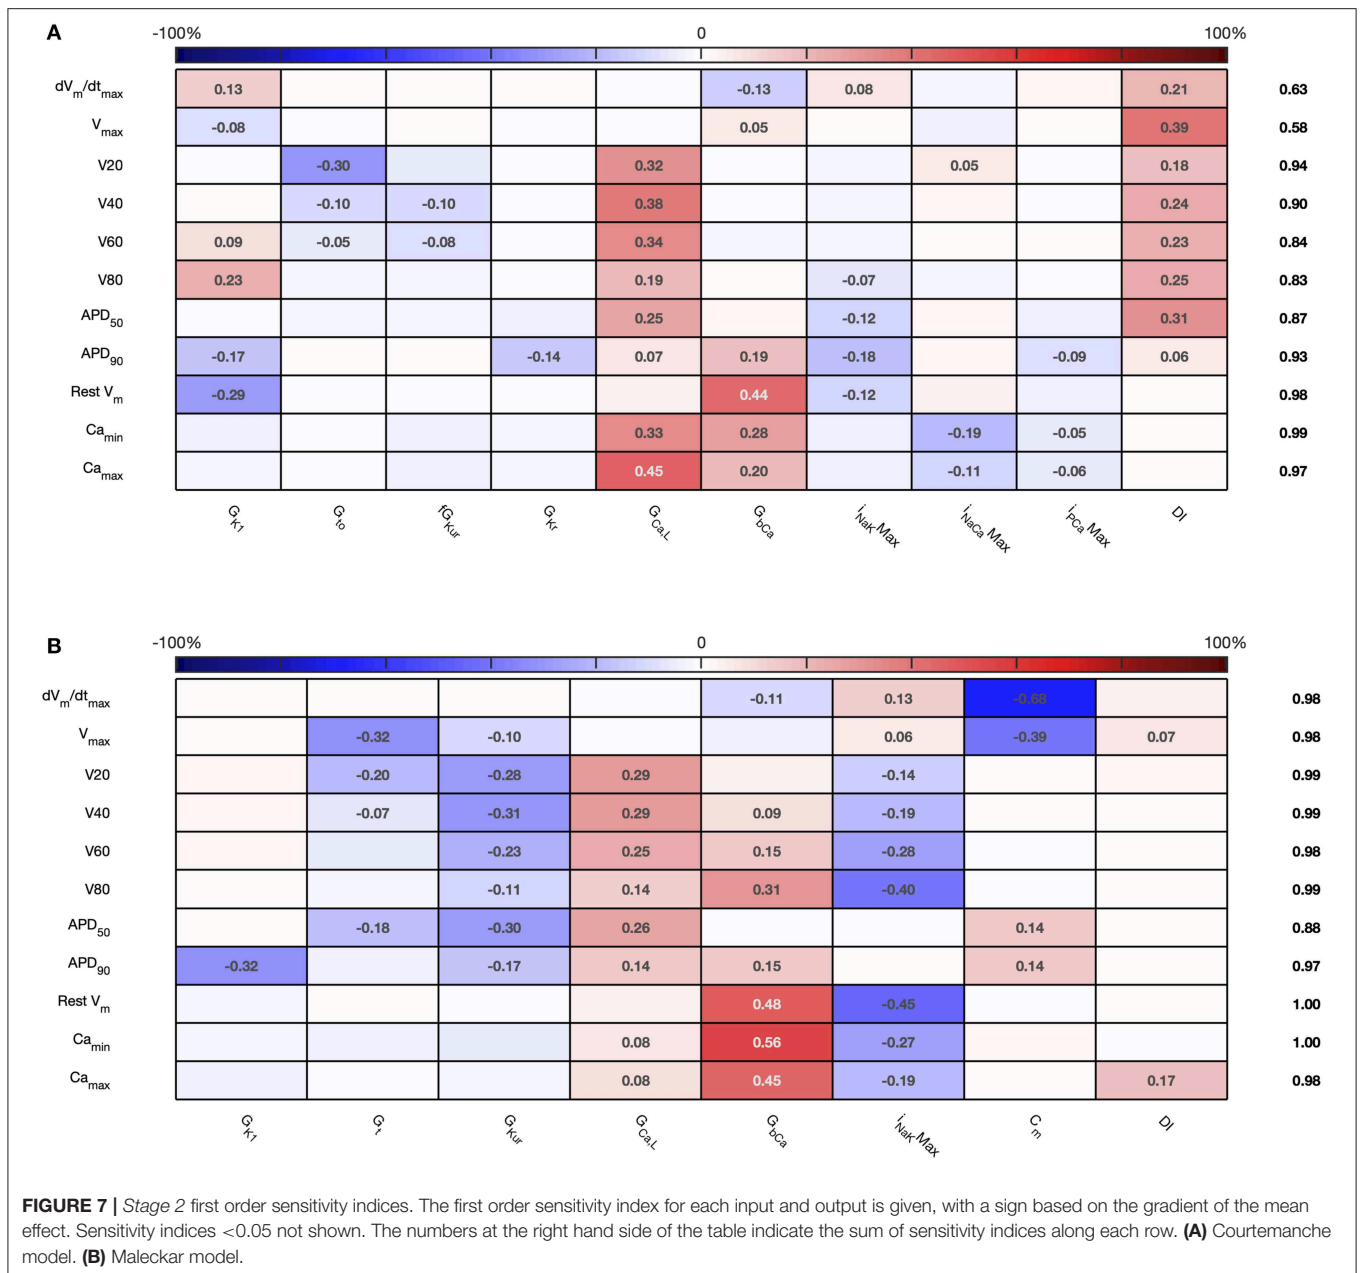 A
-100% 0 100%
dVm/dtmax 0.13 -0.13 0.08 0.21 0.63
Vmax -0.08 0.05 0.39 0.58
V20 -0.30 0.32 0.05 0.18 0.94
V40 -0.10 -0.10 0.38 0.24 0.90
V60 0.09 -0.05 -0.08 0.34 0.23 0.84
V80 0.23 0.19 -0.07 0.25 0.83
APD50 0.25 -0.12 0.31 0.87
APD90 -0.17 -0.14 0.07 0.19 -0.18 -0.09 0.06 0.93
Rest Vm -0.29 0.44 -0.12 0.98
Camin 0.33 0.28 -0.19 -0.05 0.99
Camax 0.45 0.20 -0.11 -0.06 0.97
GK1 Gto fGKur GKr GCa,L GbCa iNaKMax iNaCaMax iPCaMax DI
B
-100% 0 100%
dVm/dtmax -0.11 0.13 -0.68 0.98
Vmax -0.32 -0.10 0.06 -0.39 0.07 0.98
V20 -0.20 -0.28 0.29 -0.14 0.99
V40 -0.07 -0.31 0.29 0.09 -0.19 0.99
V60 -0.23 0.25 0.15 -0.28 0.98
V80 -0.11 0.14 0.31 -0.40 0.99
APD50 -0.18 -0.30 0.26 0.14 0.88
APD90 -0.32 -0.17 0.14 0.15 0.14 0.97
Rest Vm 0.48 -0.45 1.00
Camin 0.08 0.56 -0.27 1.00
Camax 0.08 0.45 -0.19 0.17 0.98
GK1 Gt GKur GCa,L GbCa iNaKMax Cm DI
FIGURE 7 | Stage 2 first order sensitivity indices. The first order sensitivity index for each input and output is given, with a sign based on the gradient of the mean
effect. Sensitivity indices <0.05 not shown. The numbers at the right hand side of the table indicate the sum of sensitivity indices along each row. (A) Courtemanche
model. (B) Maleckar model.